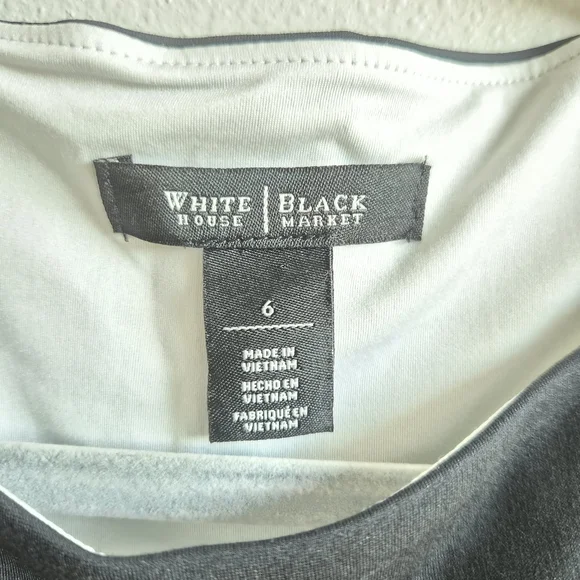 WHITE | BLACK
HOUSE | MARKET
6
MADE IN
VIETNAM
HECHO EN
VIETNAM
FABRIQUÉ EN
VIETNAM